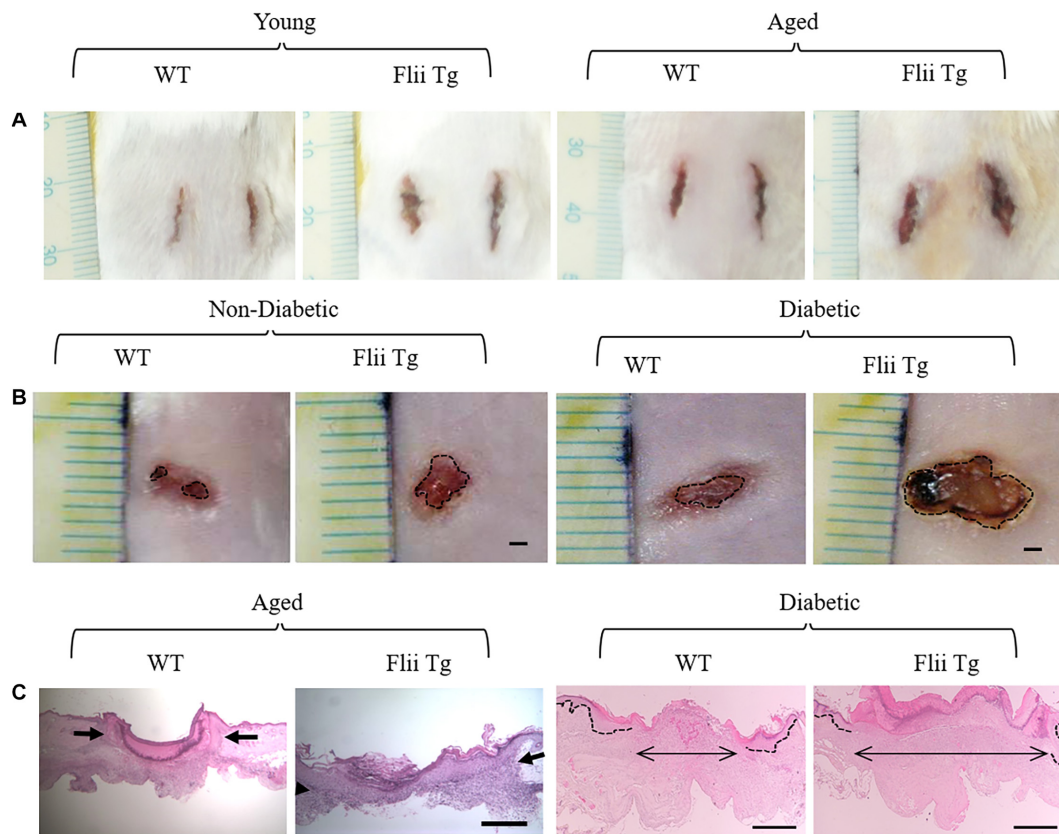 Young Aged
WT Flii Tg WT Flii Tg
A
10 30
20 20 40
30
Non-Diabetic Diabetic
WT Flii Tg WT Flii Tg
B
Aged Diabetic
WT Flii Tg WT Flii Tg
C